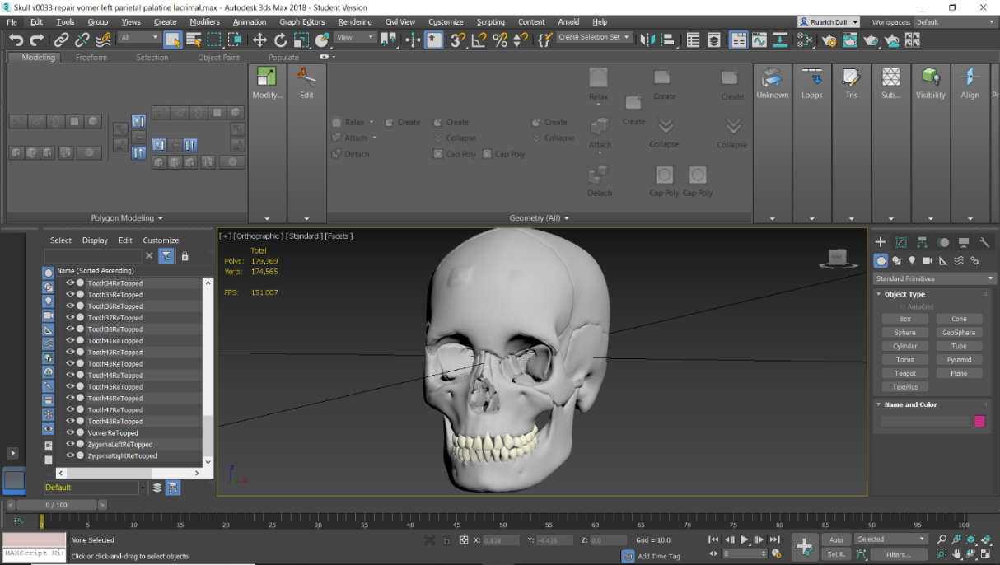 Skull v0033 repair vomer left parietal palatine lacrimal.max - Autodesk 3ds Max 2018 - Student Version
File Edit Tools Group Views Create Modifiers Animation Graph Editors Rendering Civil View Customize Scripting Content Arnold Help Ruaridh Dall Workspaces: Default
All View Create Selection Set
Modeling Freeform Selection Object Paint Populate
Modify... Edit Unknown Loops Tris Sub... Visibility Align Pr
Relax Create Create
Relax Create Create Create Create
Attach Collapse Collapse Attach Collapse Collapse
Detach Cap Poly Cap Poly
Detach Cap Poly Cap Poly
Polygon Modeling Geometry (All)
Select Display Edit Customize
Name (Sorted Ascending)
Tooth34ReTopped
Tooth35ReTopped
Tooth36ReTopped
Tooth37ReTopped
Tooth38ReTopped
Tooth41ReTopped
Tooth42ReTopped
Tooth43ReTopped
Tooth44ReTopped
Tooth45ReTopped
Tooth46ReTopped
Tooth47ReTopped
Tooth48ReTopped
VomerReTopped
ZygomaLeftReTopped
ZygomaRightReTopped
Default
[+] [Orthographic] [Standard] [Facets]
Total
Polys: 179,369
Verts: 174,565
FPS: 151.007
Standard Primitives
Object Type
AutoGrid
Box Cone
Sphere GeoSphere
Cylinder Tube
Torus Pyramid
Teapot Plane
TextPlus
Name and Color
0 / 100
0 5 10 15 20 25 30 35 40 45 50 55 60 65 70 75 80 85 90 95 100
None Selected X: 0.838 Y: -4.426 Z: 0.0 Grid = 10.0 Auto Selected
MAXScript Mi: Click or click-and-drag to select objects Add Time Tag 0 Set K. Filters...